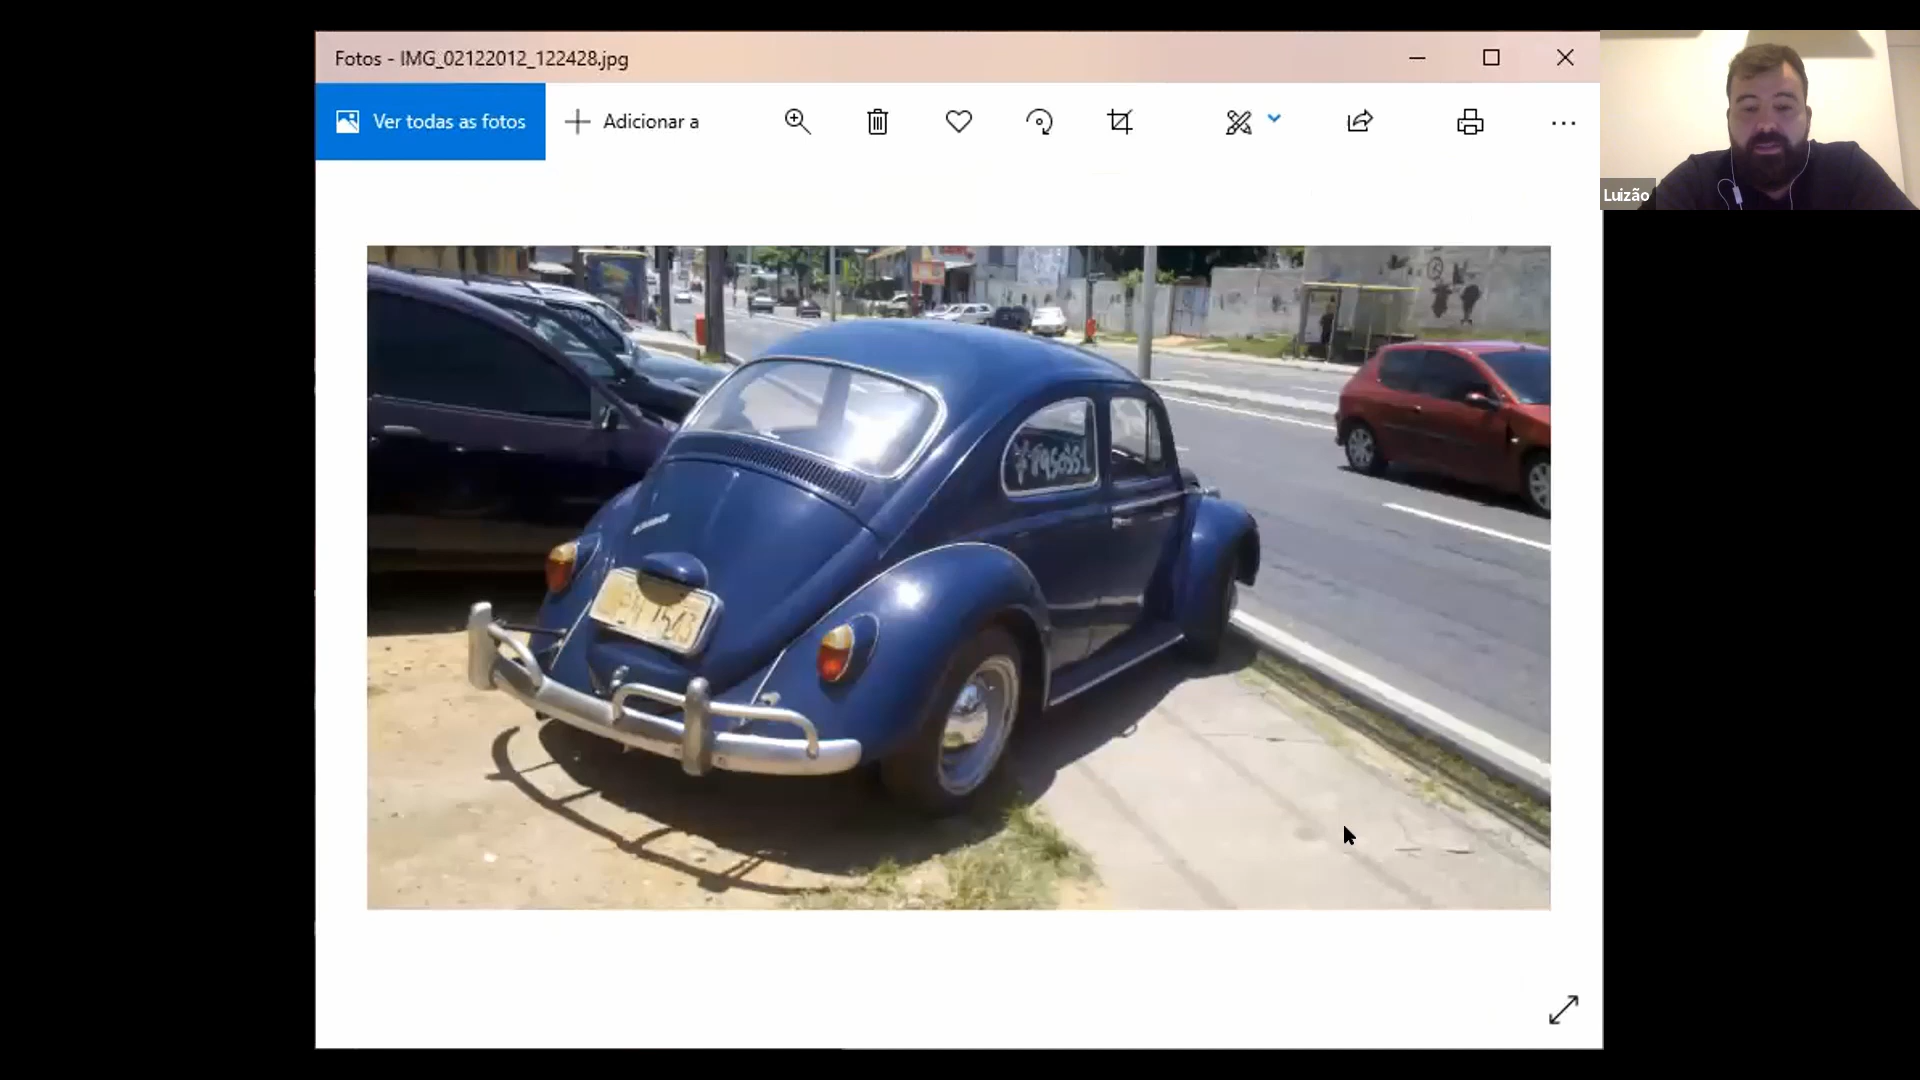 Fotos - IMG_02122012_122428.jpg
Ver todas as fotos
Adicionar a
Luizão